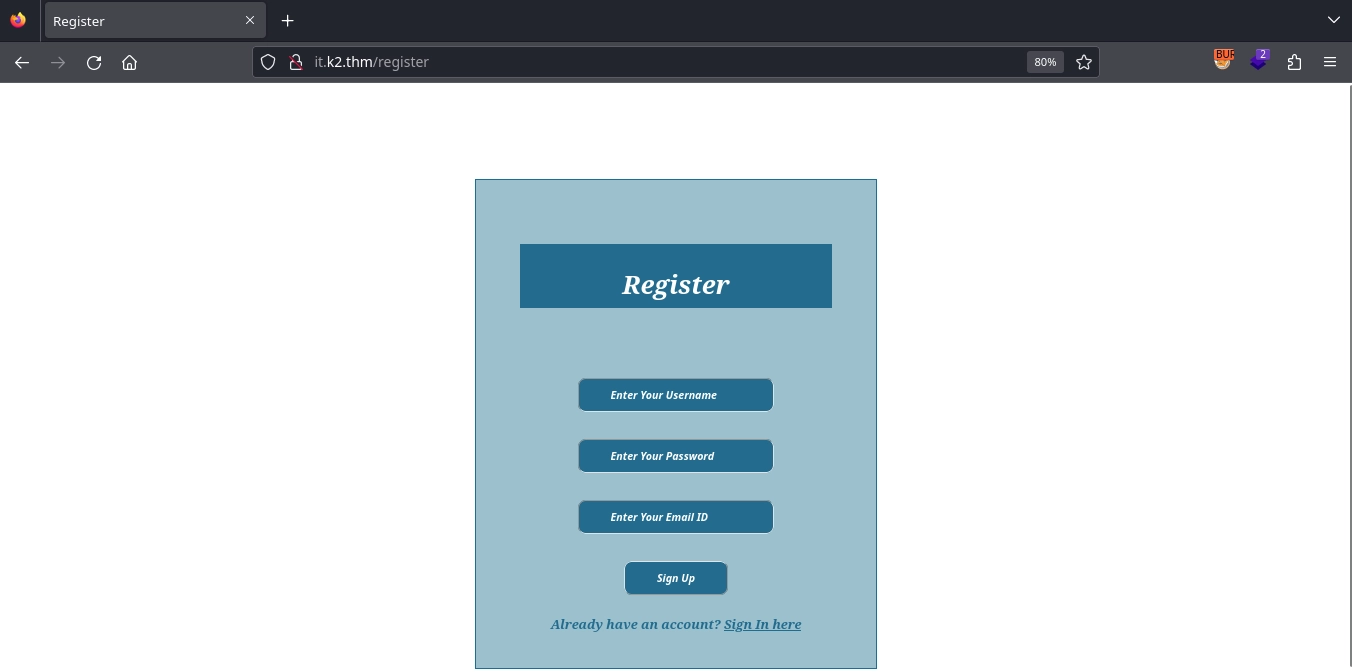 Register
it.k2.thm/register
80%
BUR
2
Register
Enter Your Username
Enter Your Password
Enter Your Email ID
Sign Up
Already have an account? Sign In here